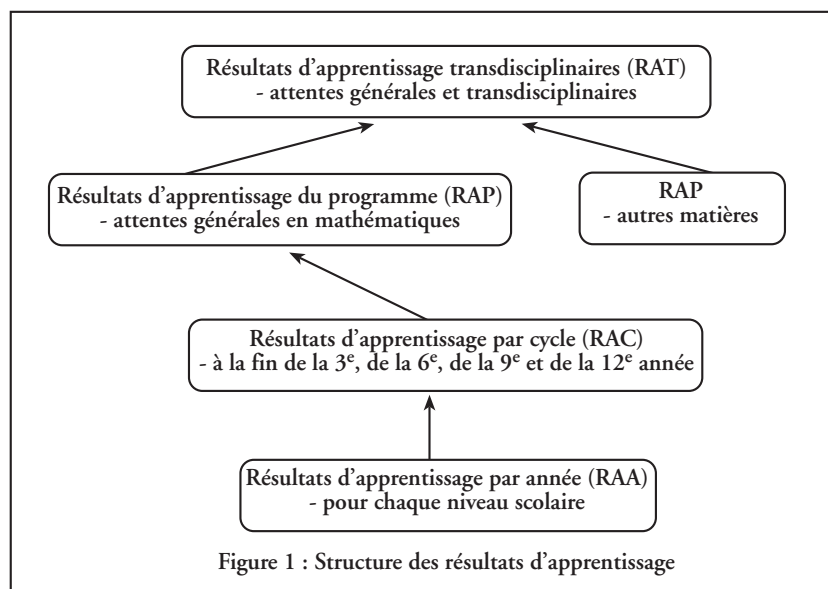 Résultats d'apprentissage transdisciplinaires (RAT)
- attentes générales et transdisciplinaires
Résultats d'apprentissage du programme (RAP)
- attentes générales en mathématiques
RAP
- autres matières
Résultats d'apprentissage par cycle (RAC)
- à la fin de la 3e, de la 6e, de la 9e et de la 12e année
Résultats d'apprentissage par année (RAA)
- pour chaque niveau scolaire
Figure 1 : Structure des résultats d'apprentissage